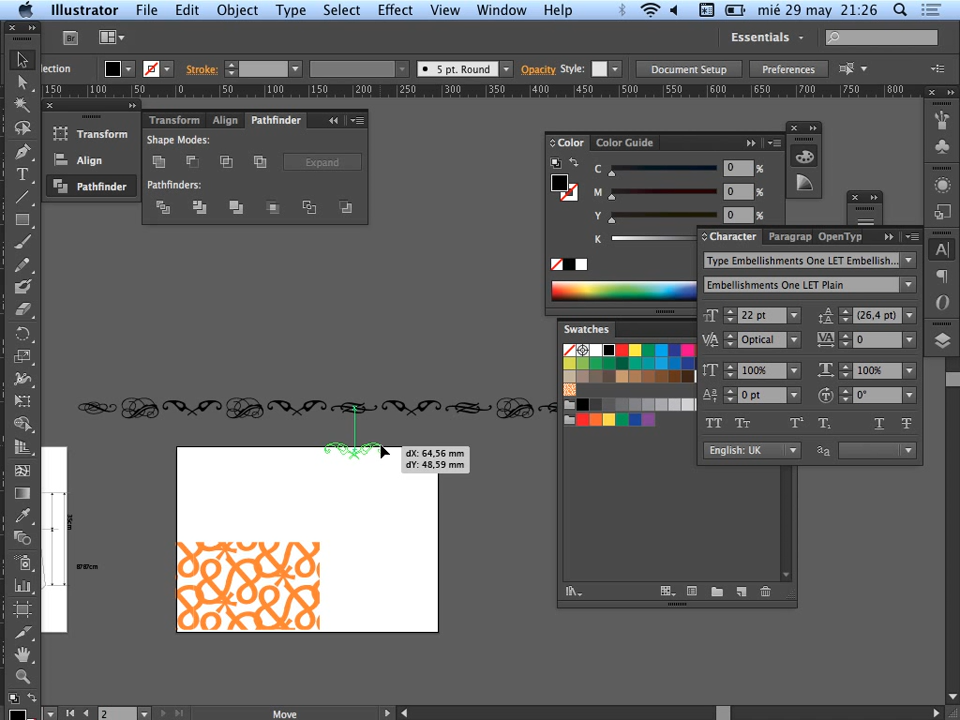 Illustrator File Edit Object Type Select Effect View Window Help mié 29 may 21:26
Br Essentials
lection Stroke: 5 pt. Round Opacity Style: Document Setup Preferences
150 100 50 0 50 100 150 200 250 300 350 400 450 500 550 600 650 700 750 800
Transform
Align
Pathfinder
Transform Align Pathfinder
Shape Modes:
Expand
Pathfinders:
Color Color Guide
C 0 %
M 0 %
Y 0 %
K
Character Paragrap OpenTyp
Type Embellishments One LET Embellish...
Embellishments One LET Plain
22 pt (26,4 pt)
Optical 0
100% 100%
0 pt 0°
English: UK
Swatches
dX: 64,56 mm
dY: 48,59 mm
2 Move